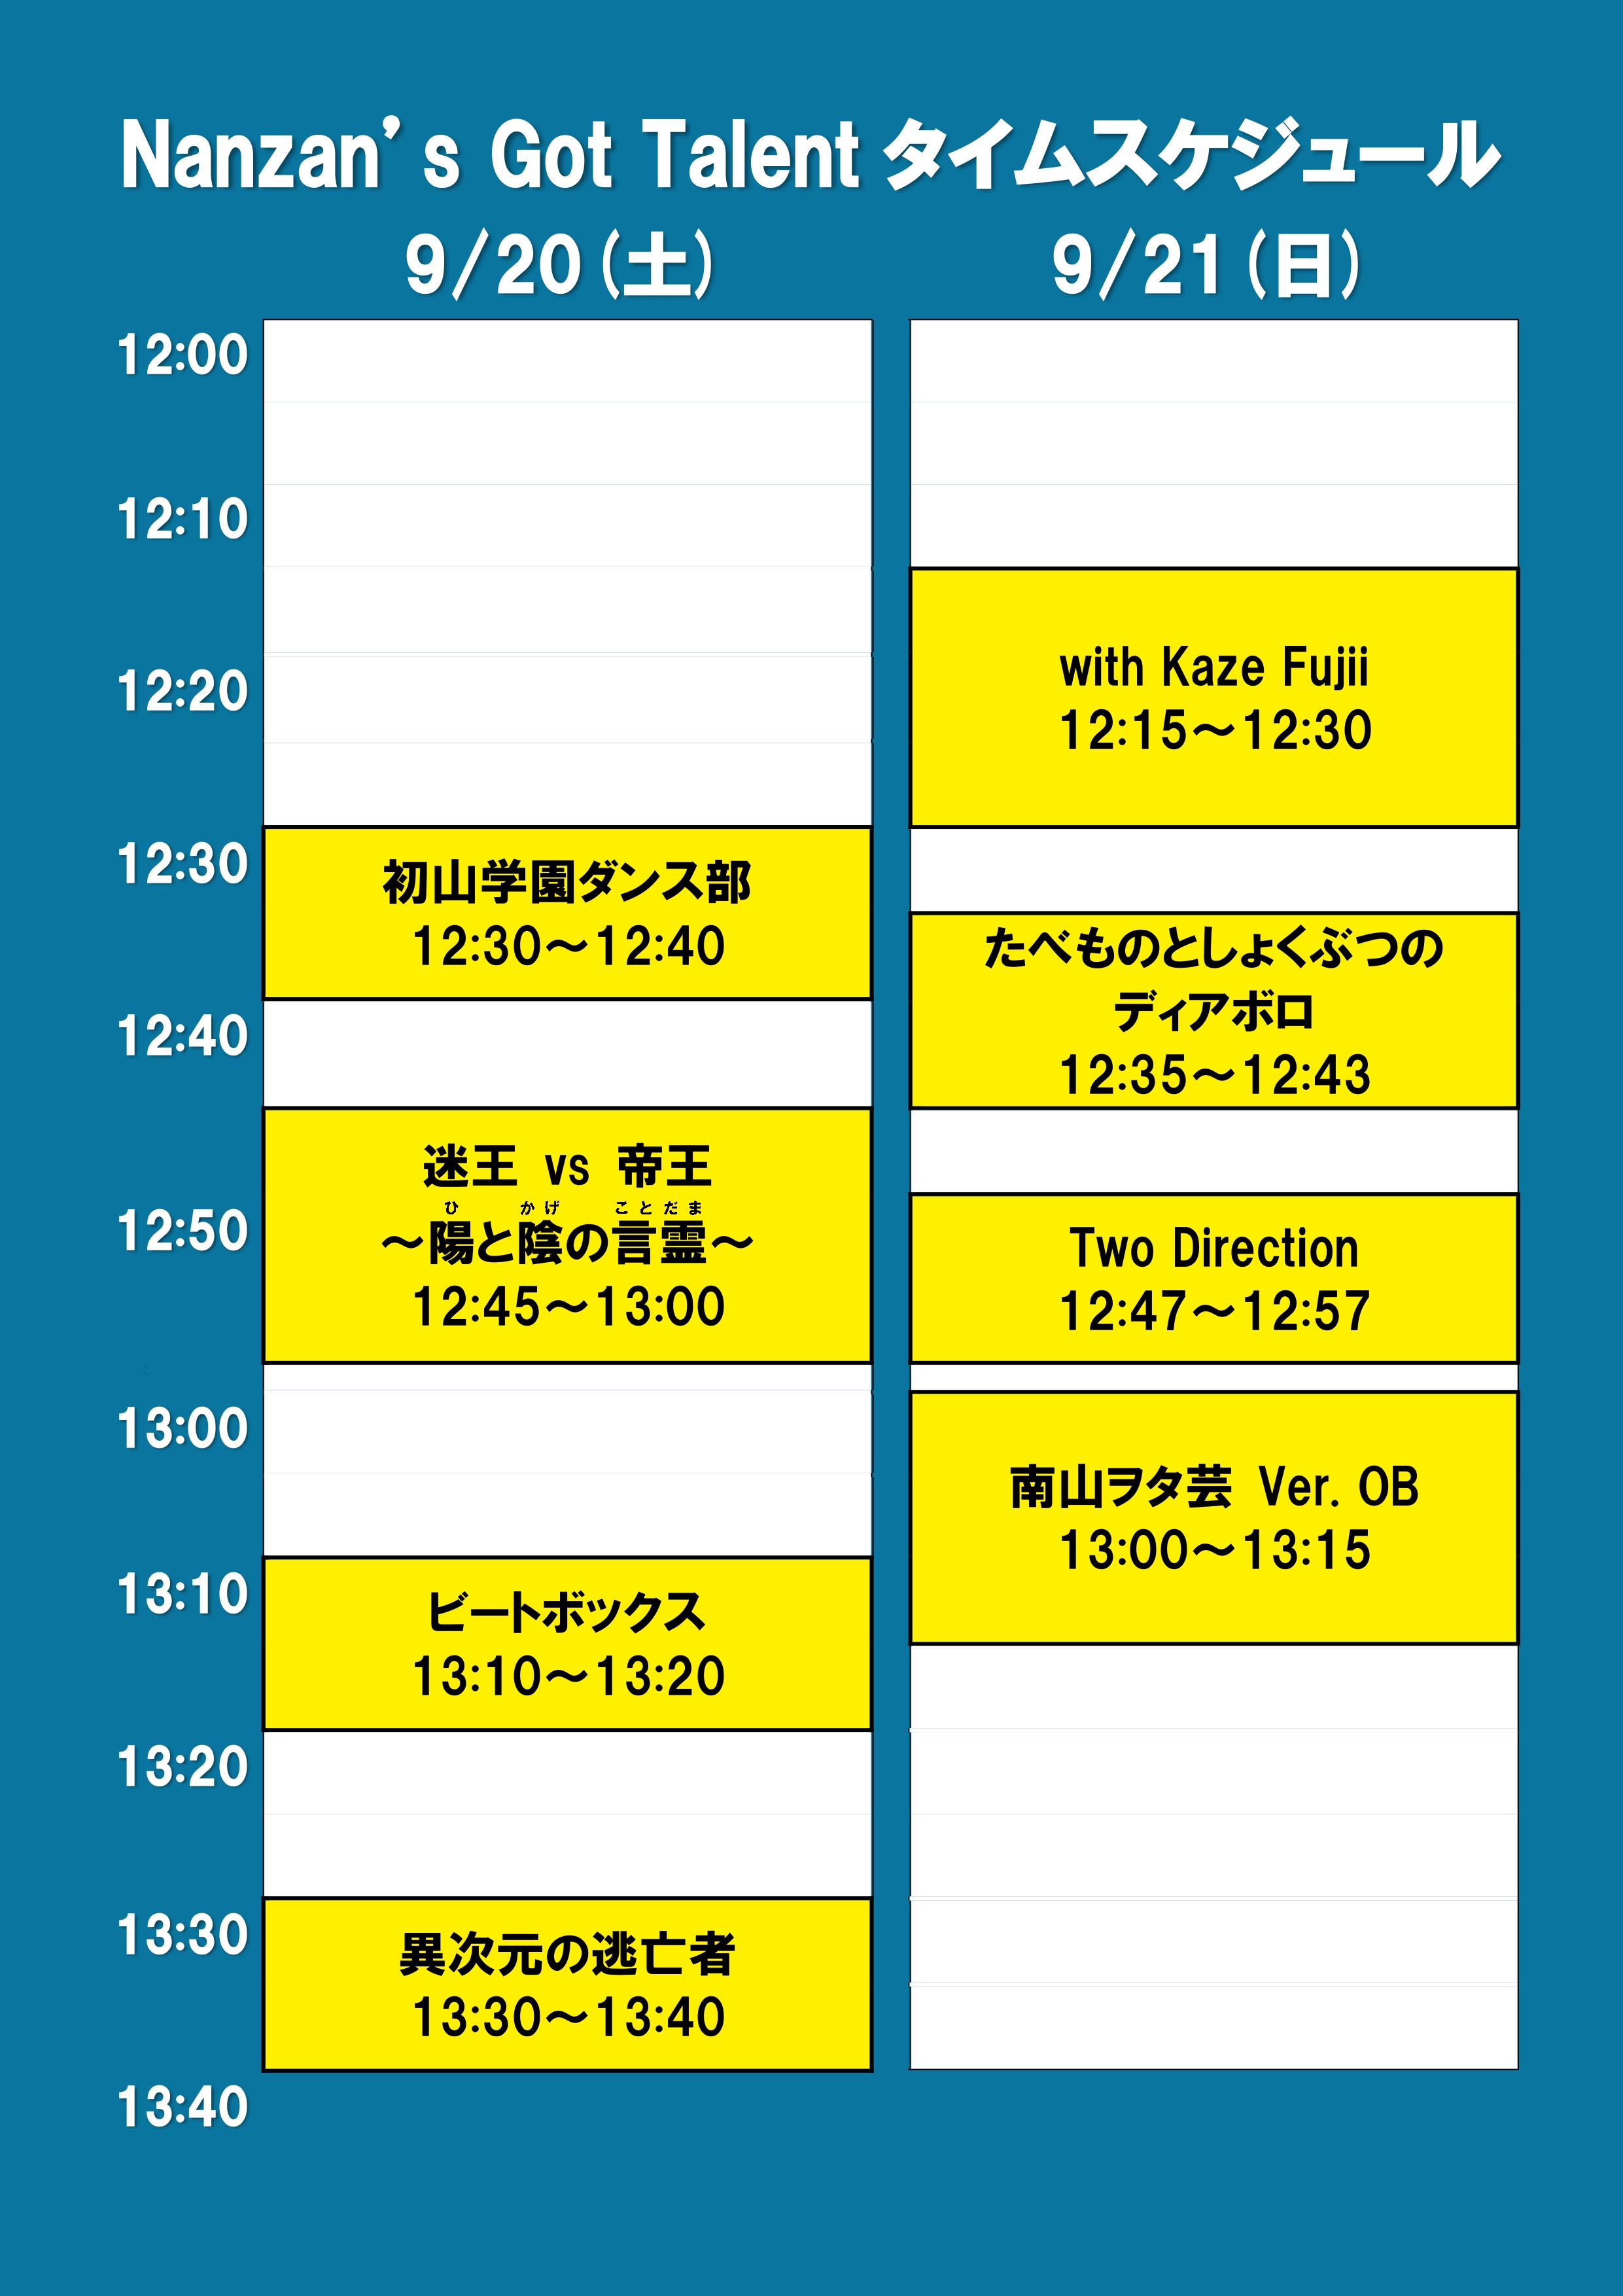 Nanzan’s Got Talent タイムスケジュール
9/20(土)
9/21(日)
12:00
12:10
12:20
12:30
12:40
12:50
13:00
13:10
13:20
13:30
13:40
初山学園ダンス部
12:30～12:40
迷王 vs 帝王
ひ かげ ことだま
～陽と陰の言霊～
12:45～13:00
ビートボックス
13:10～13:20
異次元の逃亡者
13:30～13:40
with Kaze Fujii
12:15～12:30
たべものとしょくぶつの
ディアボロ
12:35～12:43
Two Direction
12:47～12:57
南山ヲタ芸 Ver. OB
13:00～13:15